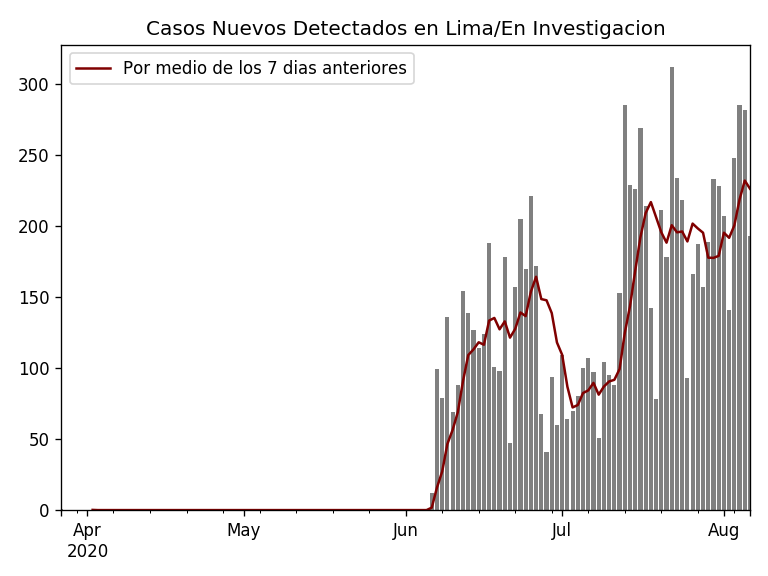 Casos Nuevos Detectados en Lima/En Investigacion
Por medio de los 7 dias anteriores
300
250
200
150
100
50
0
Apr May Jun Jul Aug
2020